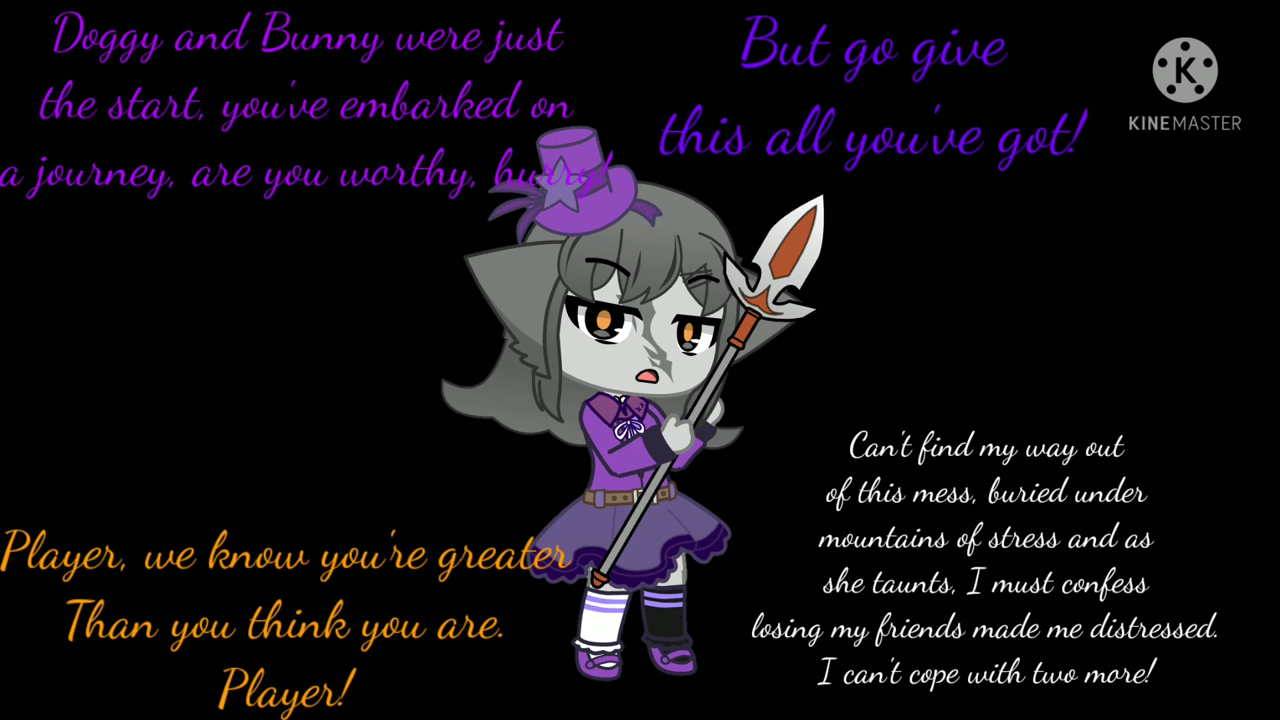 Doggy and Bunny were just
the start, you've embarked on
a journey, are you worthy, hurry!
But go give
this all you've got!
K
KINEMASTER
Can't find my way out
of this mess, buried under
mountains of stress and as
she taunts, I must confess
losing my friends made me distressed.
I can't cope with two more!
Player, we know you're greater
Than you think you are.
Player!